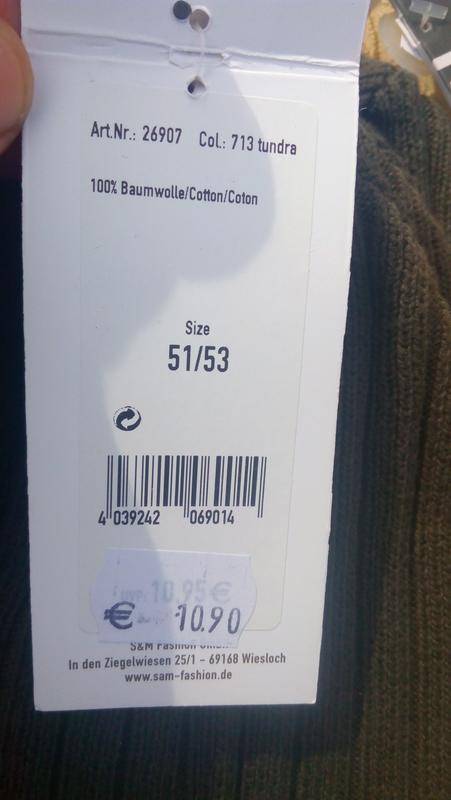 Art.Nr.: 26907 Col.: 713 tundra
100% Baumwolle/Cotton/Coton
Size
51/53
4 039242 069014
10,95 €
€ 10.90
S&M Fashion GmbH
In den Ziegelwiesen 25/1 - 69168 Wiesloch
www.sam-fashion.de